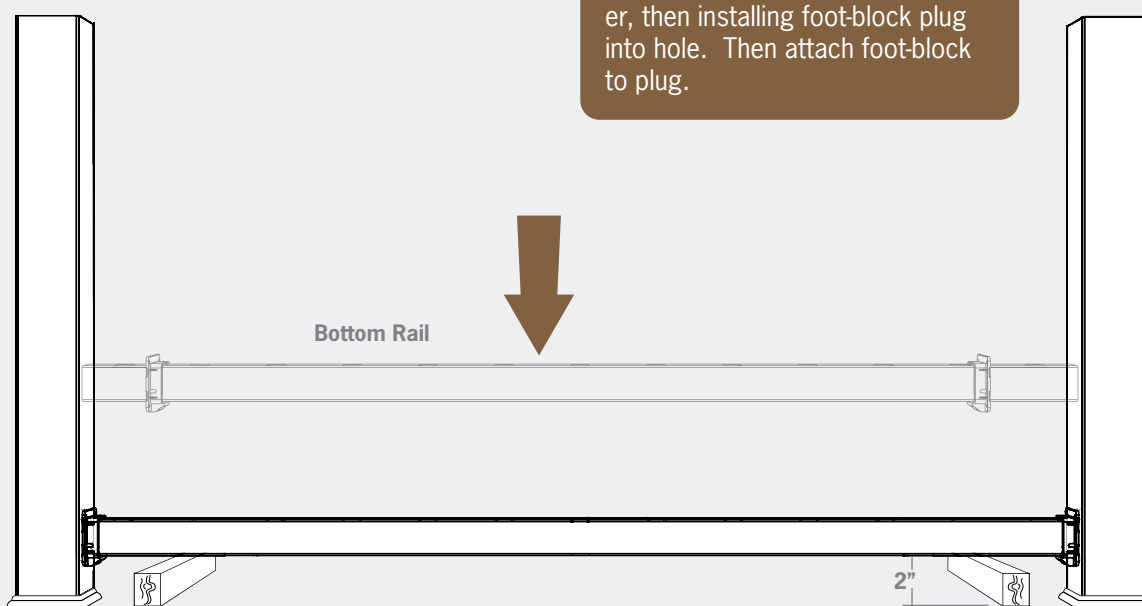 er, then installing foot-block plug
into hole.  Then attach foot-block
to plug.
Bottom Rail
2”